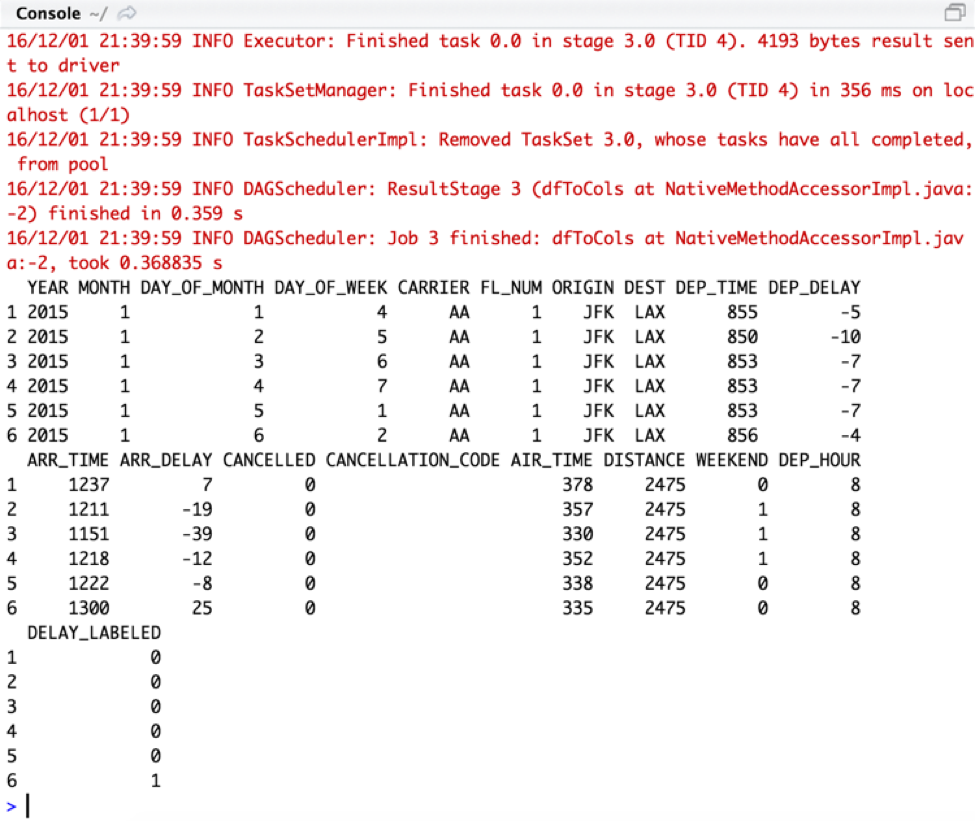 Console ~/
16/12/01 21:39:59 INFO Executor: Finished task 0.0 in stage 3.0 (TID 4). 4193 bytes result sen
t to driver
16/12/01 21:39:59 INFO TaskSetManager: Finished task 0.0 in stage 3.0 (TID 4) in 356 ms on loc
alhost (1/1)
16/12/01 21:39:59 INFO TaskSchedulerImpl: Removed TaskSet 3.0, whose tasks have all completed,
 from pool
16/12/01 21:39:59 INFO DAGScheduler: ResultStage 3 (dfToCols at NativeMethodAccessorImpl.java:
-2) finished in 0.359 s
16/12/01 21:39:59 INFO DAGScheduler: Job 3 finished: dfToCols at NativeMethodAccessorImpl.jav
a:-2, took 0.368835 s
  YEAR MONTH DAY_OF_MONTH DAY_OF_WEEK CARRIER FL_NUM ORIGIN DEST DEP_TIME DEP_DELAY
1 2015     1            1           4      AA      1    JFK  LAX      855        -5
2 2015     1            2           5      AA      1    JFK  LAX      850       -10
3 2015     1            3           6      AA      1    JFK  LAX      853        -7
4 2015     1            4           7      AA      1    JFK  LAX      853        -7
5 2015     1            5           1      AA      1    JFK  LAX      853        -7
6 2015     1            6           2      AA      1    JFK  LAX      856        -4
  ARR_TIME ARR_DELAY CANCELLED CANCELLATION_CODE AIR_TIME DISTANCE WEEKEND DEP_HOUR
1     1237         7         0                        378     2475       0        8
2     1211       -19         0                        357     2475       1        8
3     1151       -39         0                        330     2475       1        8
4     1218       -12         0                        352     2475       1        8
5     1222        -8         0                        338     2475       0        8
6     1300        25         0                        335     2475       0        8
  DELAY_LABELED
1             0
2             0
3             0
4             0
5             0
6             1
>